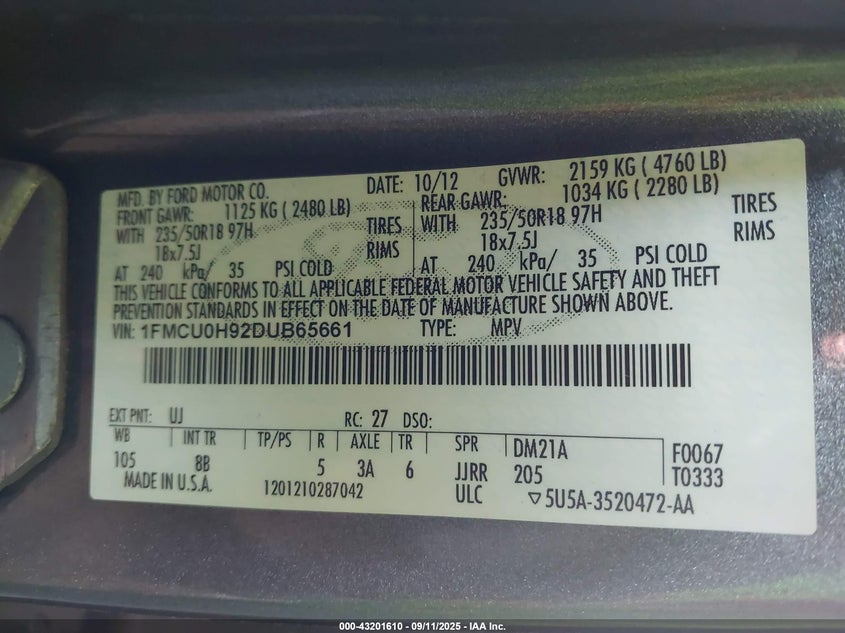 MFD. BY FORD MOTOR CO. DATE: 10/12 GVWR: 2159 KG ( 4760 LB)
FRONT GAWR: 1125 KG ( 2480 LB) REAR GAWR: 1034 KG ( 2280 LB)
WITH 235/50R18 97H TIRES WITH 235/50R18 97H TIRES
18x7.5J RIMS 18x7.5J RIMS
AT 240 kPa/ 35 PSI COLD AT 240 kPa/ 35 PSI COLD
THIS VEHICLE CONFORMS TO ALL APPLICABLE FEDERAL MOTOR VEHICLE SAFETY AND THEFT
PREVENTION STANDARDS IN EFFECT ON THE DATE OF MANUFACTURE SHOWN ABOVE.
VIN: 1FMCU0H92DUB65661 TYPE: MPV
EXT PNT: UJ RC: 27 DSO:
WB INT TR TP/PS R AXLE TR SPR DM21A F0067
105 8B 5 3A 6 JJRR 205 T0333
MADE IN U.S.A. 1201210287042 ULC ▽5U5A-3520472-AA
000-43201610 - 09/11/2025 - IAA Inc.